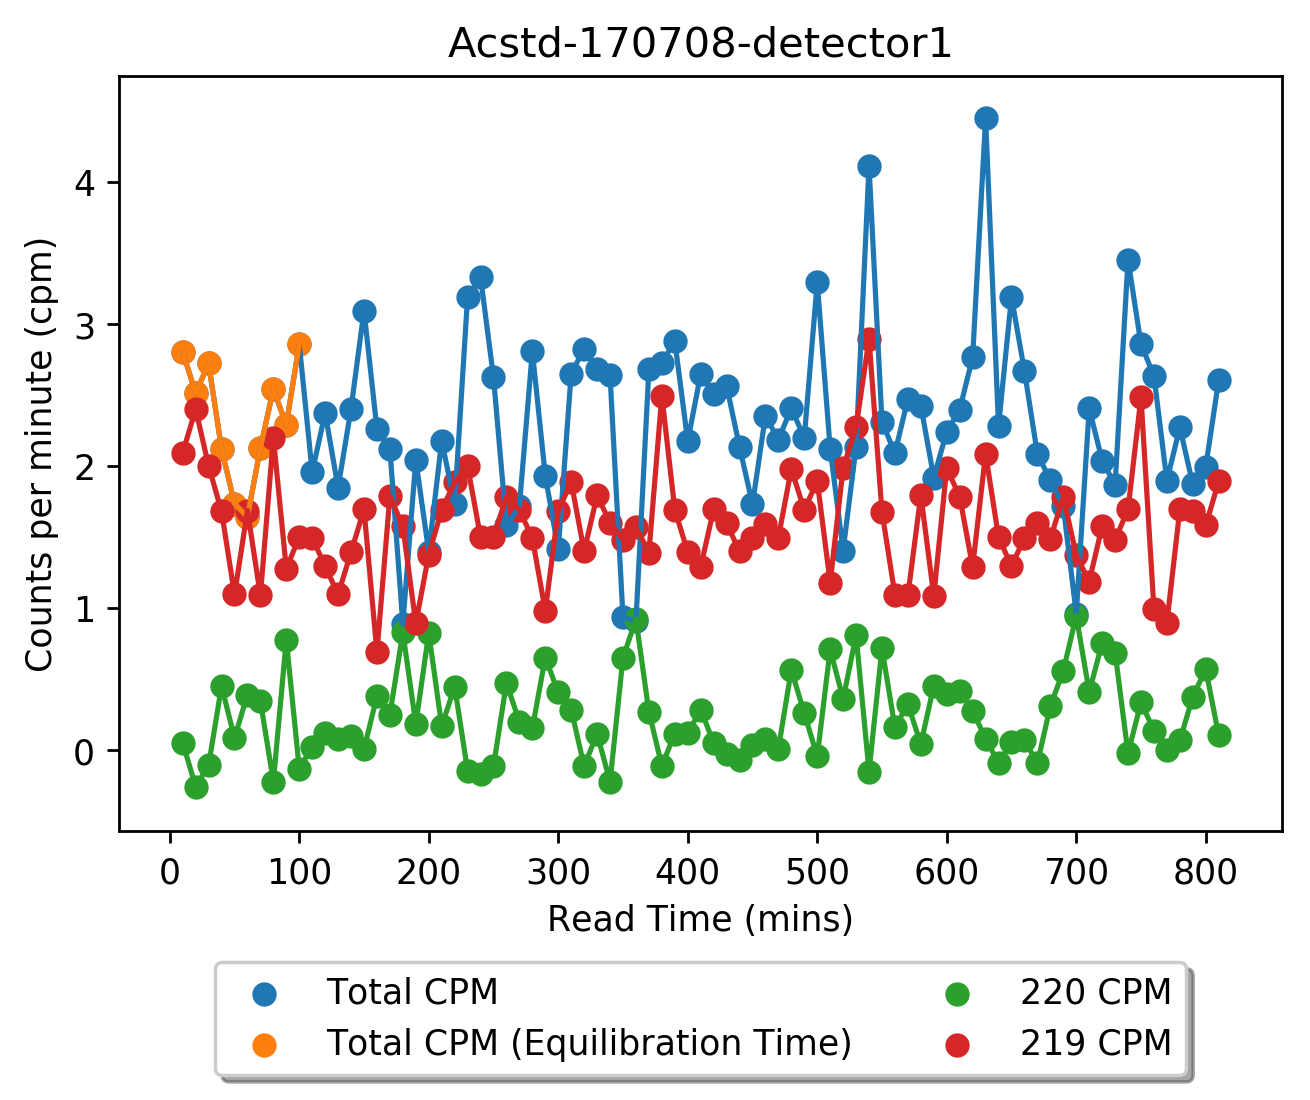 Acstd-170708-detector1
Counts per minute (cpm)
4
3
2
1
0
0 100 200 300 400 500 600 700 800
Read Time (mins)
Total CPM
Total CPM (Equilibration Time)
220 CPM
219 CPM